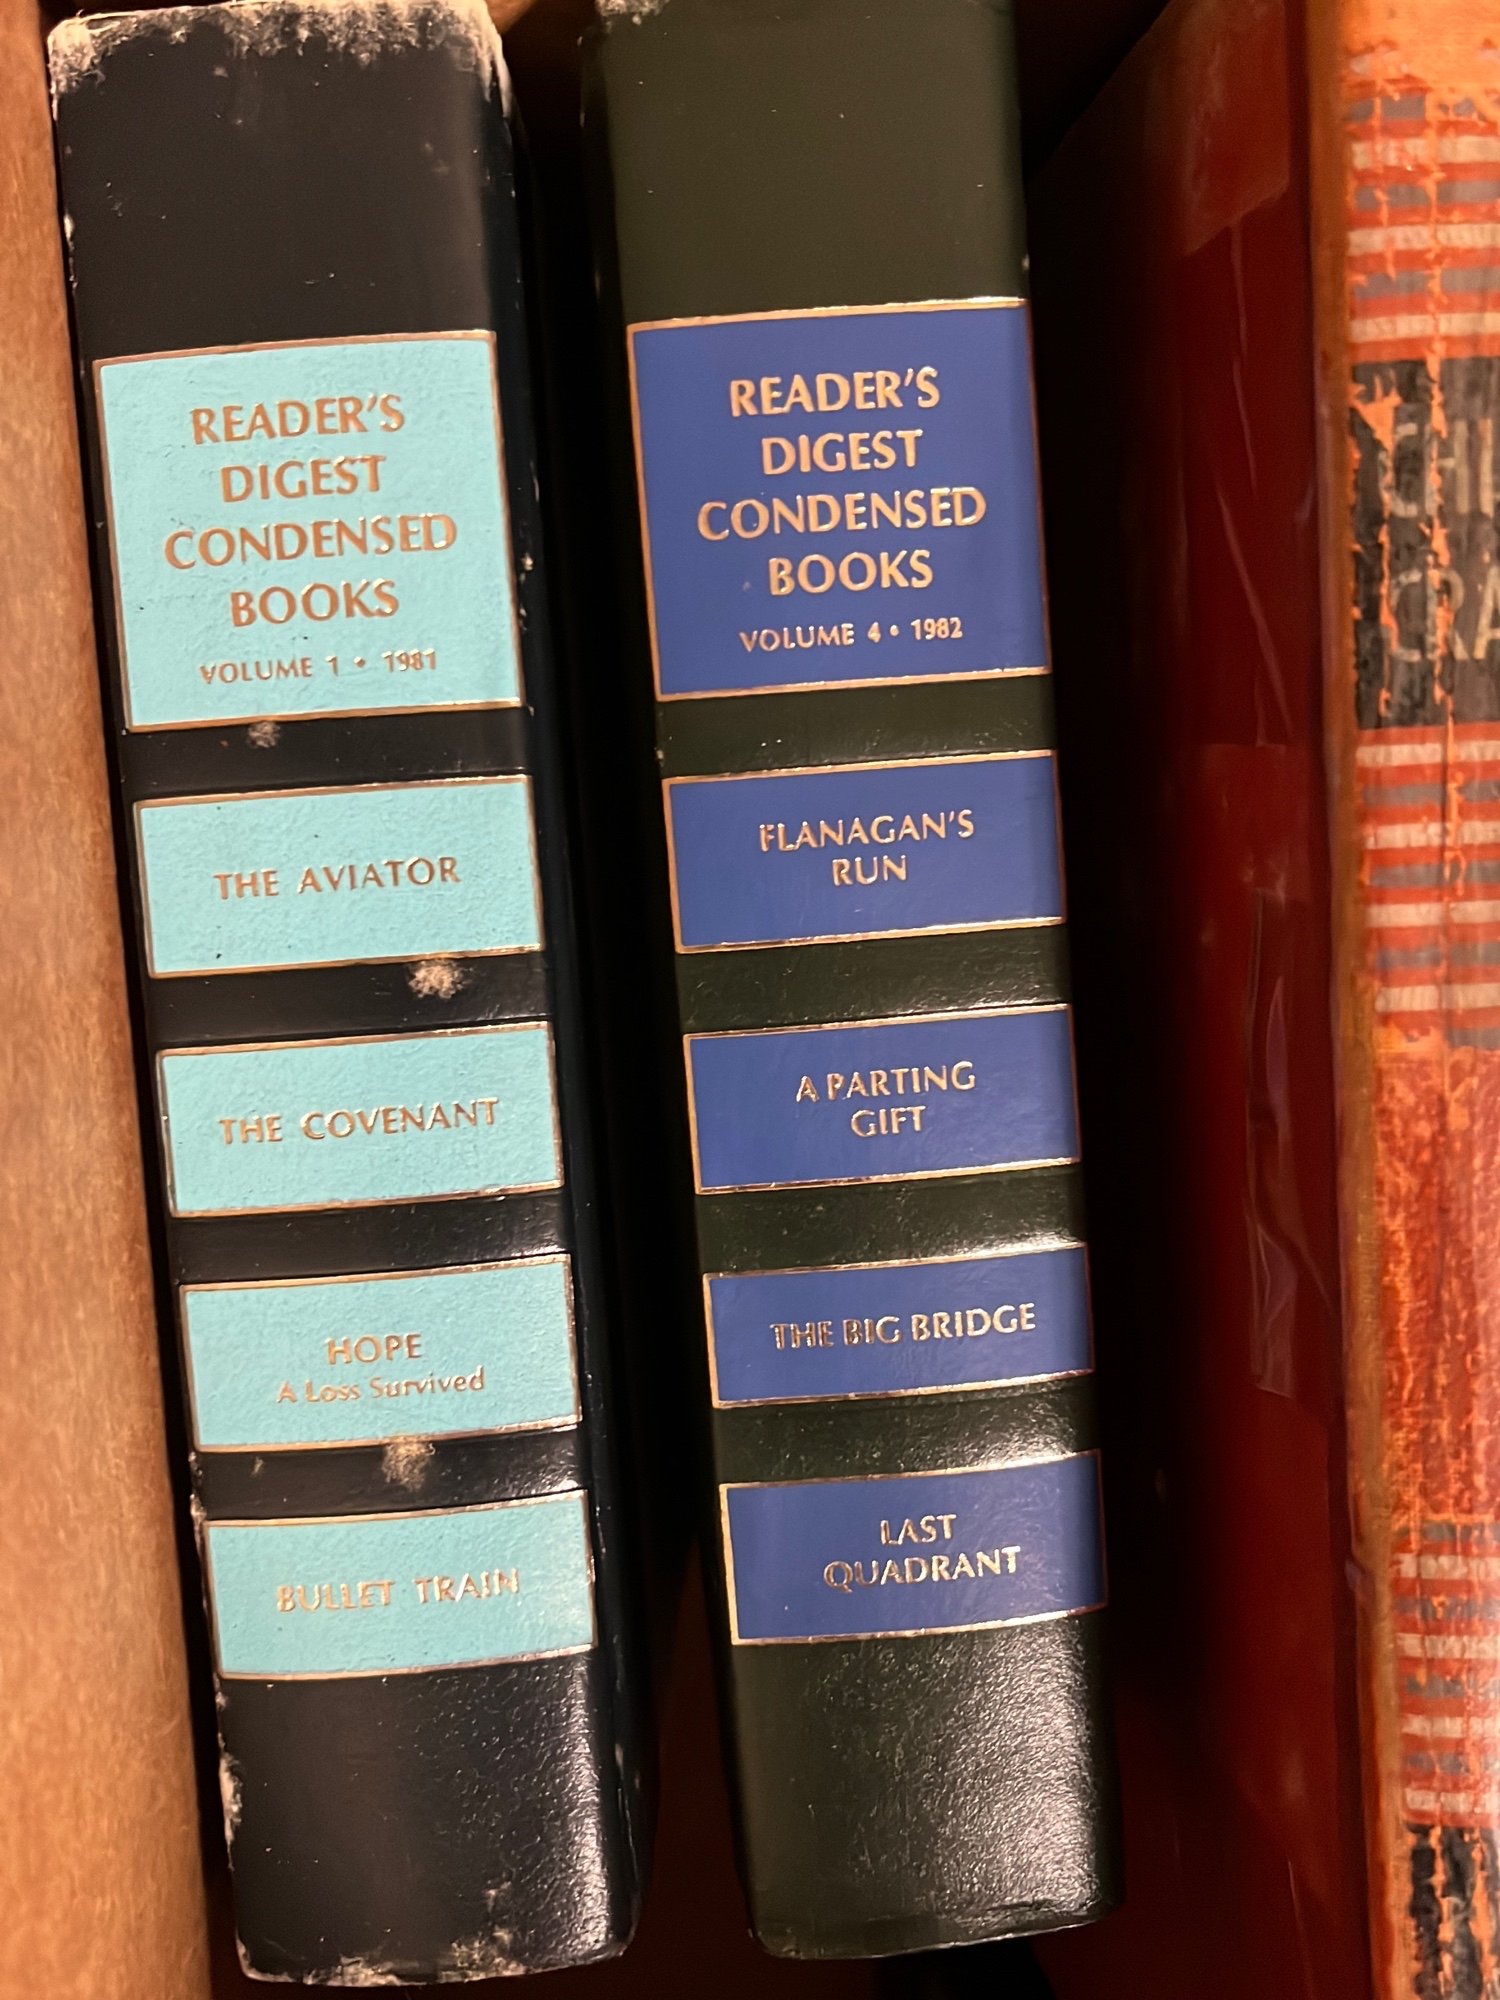 READER'S
DIGEST
CONDENSED
BOOKS
VOLUME 1 • 1981
THE AVIATOR
THE COVENANT
HOPE
A Loss Survived
BULLET TRAIN
READER'S
DIGEST
CONDENSED
BOOKS
VOLUME 4 • 1982
FLANAGAN'S
RUN
A PARTING
GIFT
THE BIG BRIDGE
LAST
QUADRANT